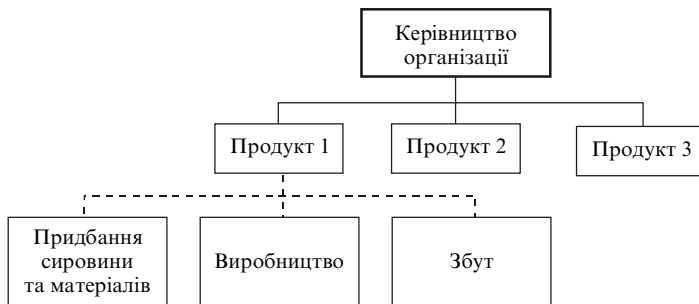 Керівництво
організації
Продукт 1
Продукт 2
Продукт 3
Придбання
сировини
та матеріалів
Виробництво
Збут